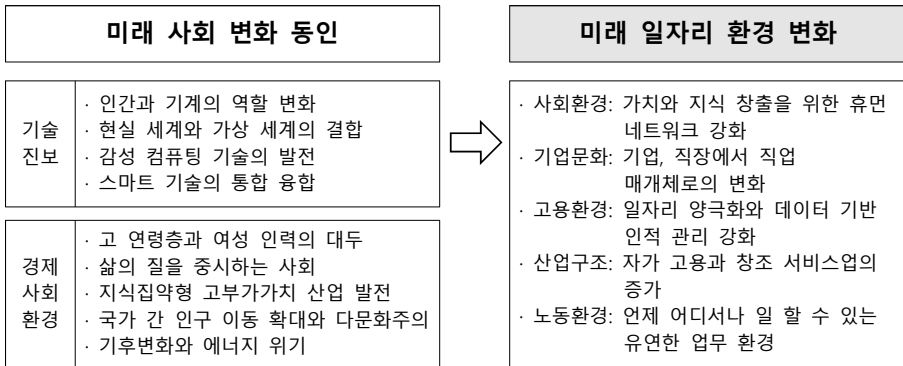 미래 사회 변화 동인
기술
진보
· 인간과 기계의 역할 변화
· 현실 세계와 가상 세계의 결합
· 감성 컴퓨팅 기술의 발전
· 스마트 기술의 통합 융합
경제
사회
환경
· 고 연령층과 여성 인력의 대두
· 삶의 질을 중시하는 사회
· 지식집약형 고부가가치 산업 발전
· 국가 간 인구 이동 확대와 다문화주의
· 기후변화와 에너지 위기
미래 일자리 환경 변화
· 사회환경: 가치와 지식 창출을 위한 휴먼
네트워크 강화
· 기업문화: 기업, 직장에서 직업
매개체로의 변화
· 고용환경: 일자리 양극화와 데이터 기반
인적 관리 강화
· 산업구조: 자가 고용과 창조 서비스업의
증가
· 노동환경: 언제 어디서나 일 할 수 있는
유연한 업무 환경